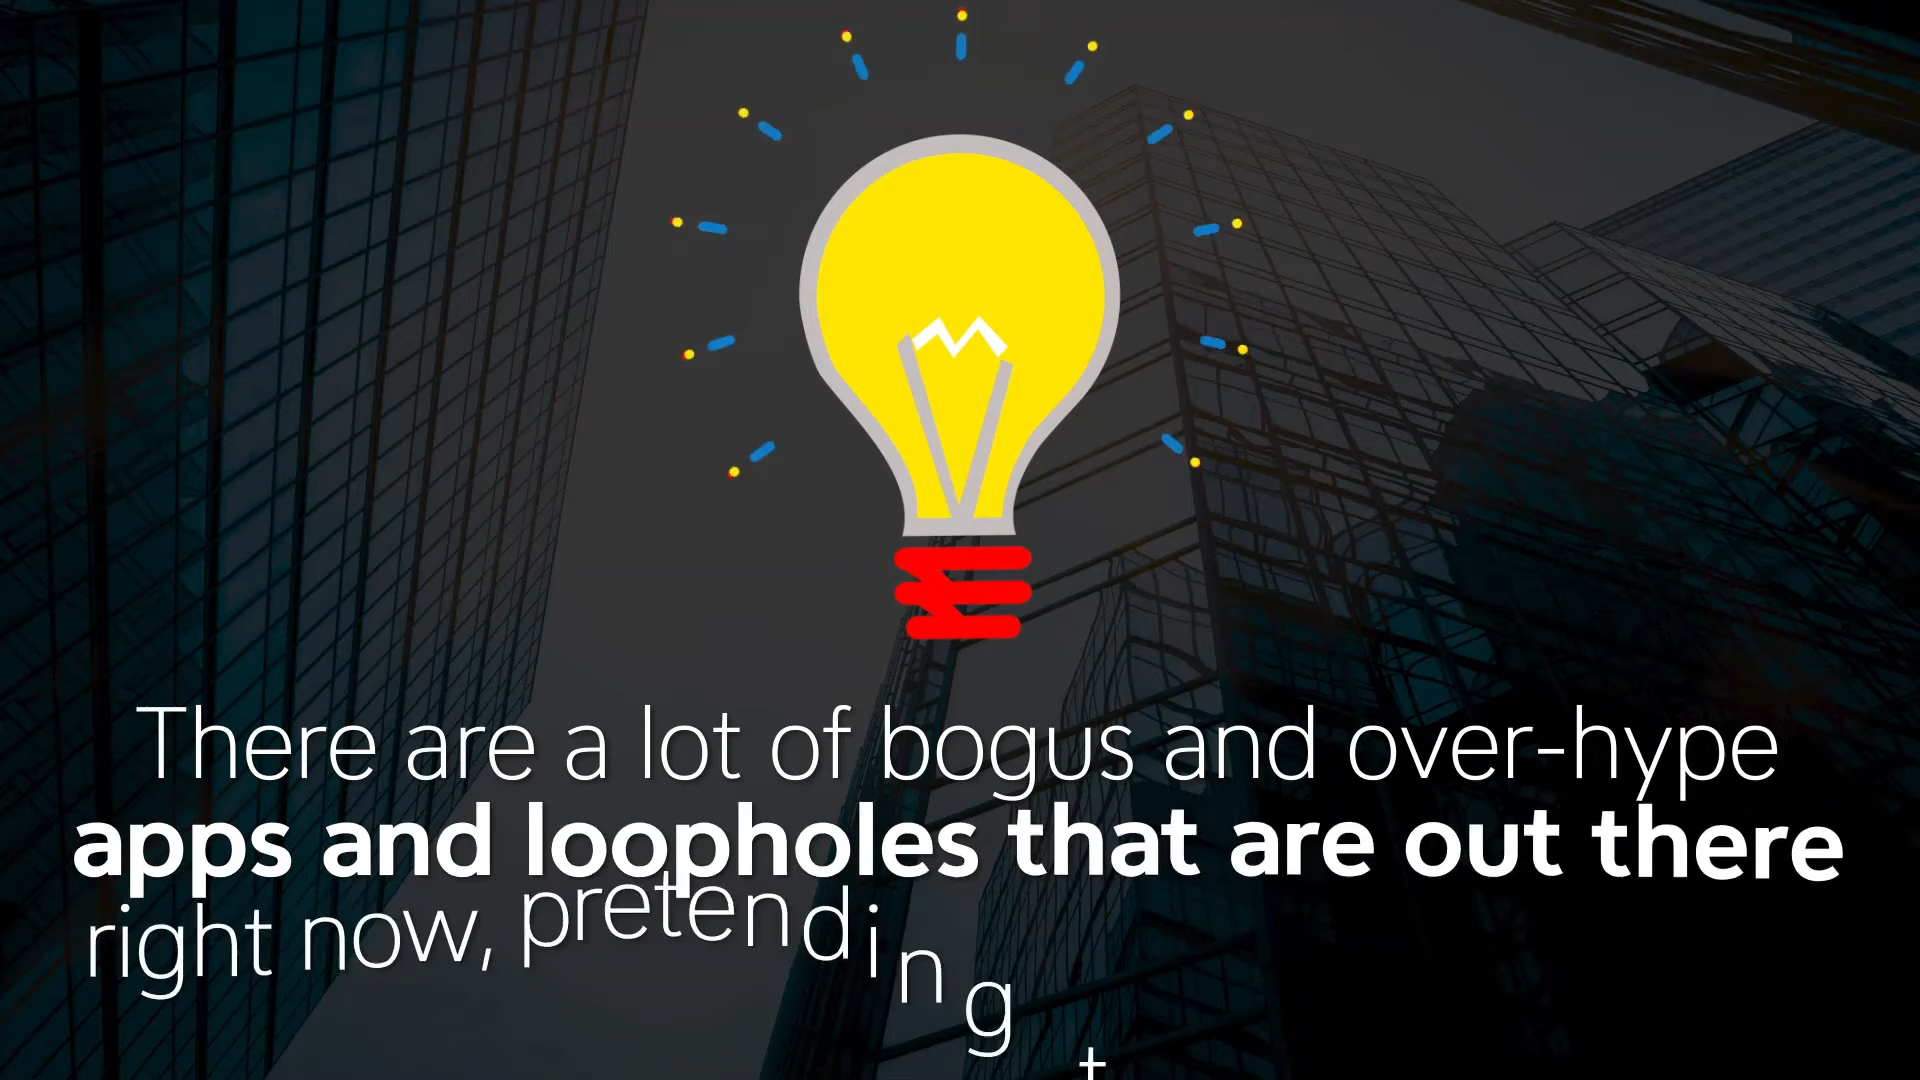 There are a lot of bogus and over-hype
apps and loopholes that are out there
right now, pretending t